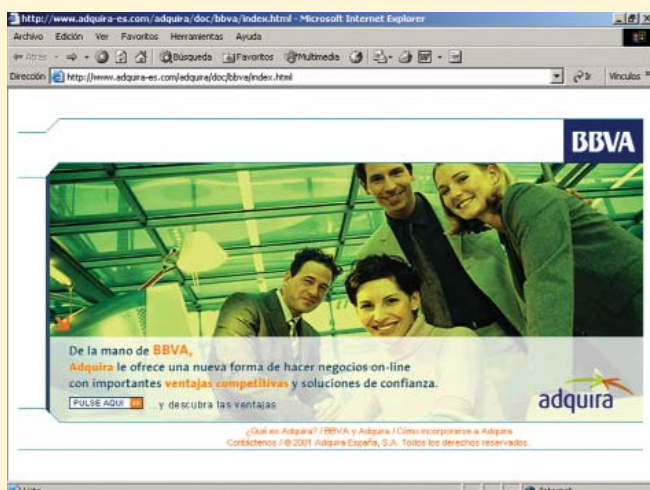 http://www.adquira-es.com/adquira/doc/bbva/index.html - Microsoft Internet Explorer
Archivo Edición Ver Favoritos Herramientas Ayuda
Atrás Búsqueda Favoritos Multimedia
Dirección http://www.adquira-es.com/adquira/doc/bbva/index.html Ir Vínculos »
BBVA
De la mano de BBVA,
Adquira le ofrece una nueva forma de hacer negocios on-line
con importantes ventajas competitivas y soluciones de confianza.
PULSE AQUI ...y descubra las ventajas
adquira
¿Qué es Adquira? / BBVA y Adquira / Cómo incorporarse a Adquira
Contáctenos / © 2001 Adquira España, S.A. Todos los derechos reservados.
Listo Internet